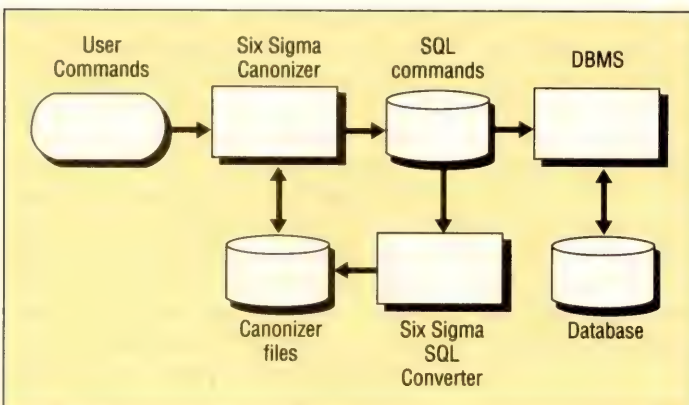 User
Commands
Six Sigma
Canonizer
SQL
commands
DBMS
Canonizer
files
Six Sigma
SQL
Converter
Database